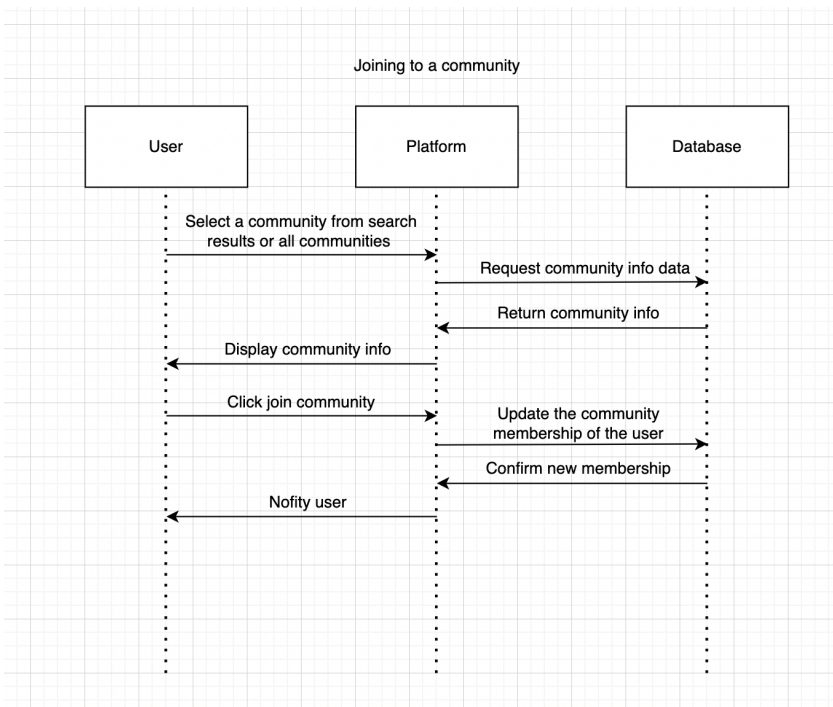 Joining to a community
User
Platform
Database
Select a community from search
results or all communities
Request community info data
Return community info
Display community info
Click join community
Update the community
membership of the user
Confirm new membership
Nofity user